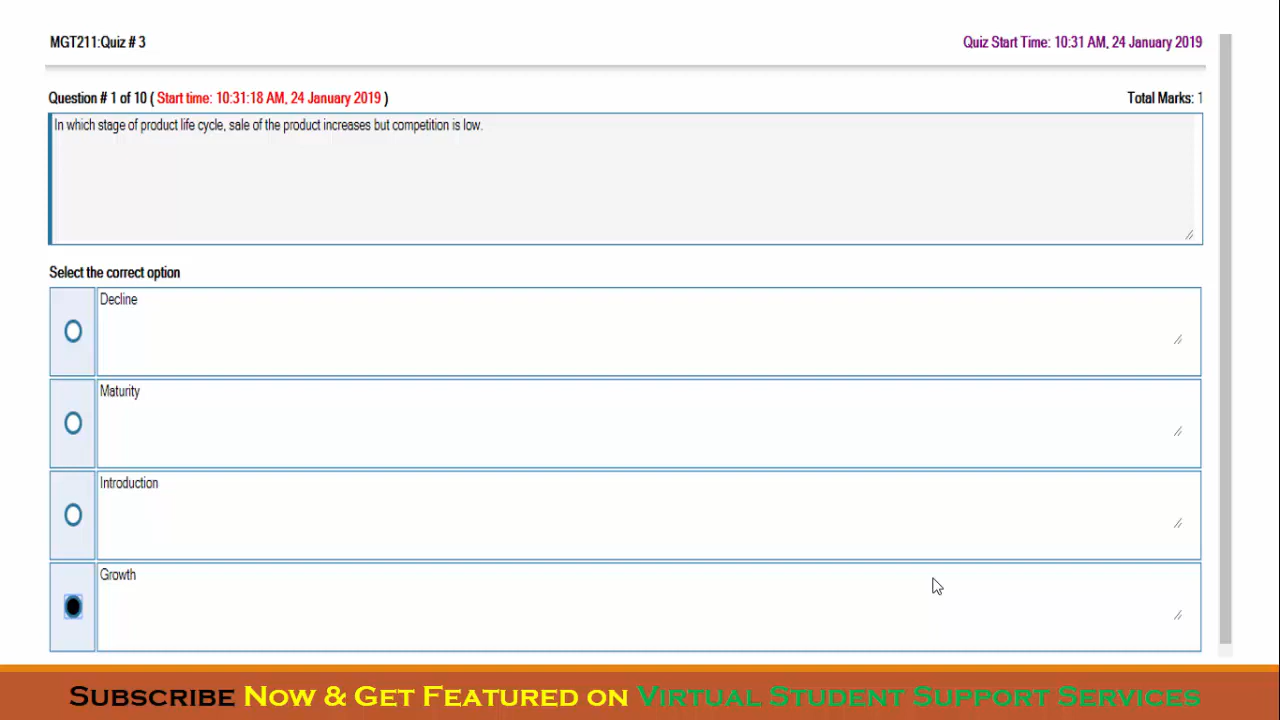 MGT211:Quiz # 3
Quiz Start Time: 10:31 AM, 24 January 2019
Question # 1 of 10 ( Start time: 10:31:18 AM, 24 January 2019 )
Total Marks: 1
In which stage of product life cycle, sale of the product increases but competition is low.
Select the correct option
Decline
Maturity
Introduction
Growth
SUBSCRIBE NOW & GET FEATURED ON VIRTUAL STUDENT SUPPORT SERVICES